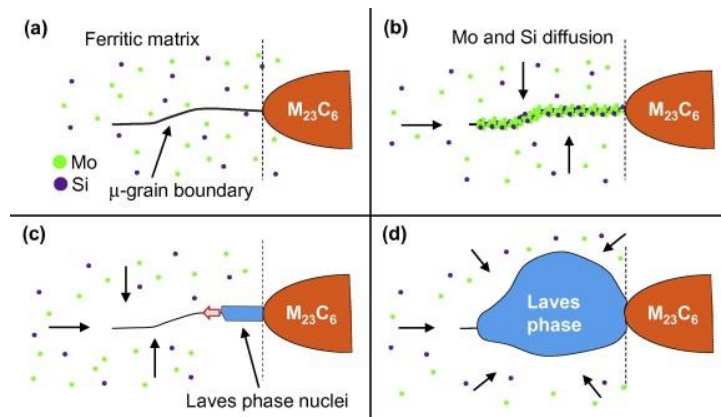 (a)
Ferritic matrix
M23C6
Mo
Si
μ-grain boundary
(b)
Mo and Si diffusion
M23C6
(c)
M23C6
Laves phase nuclei
(d)
Laves
phase
M23C6